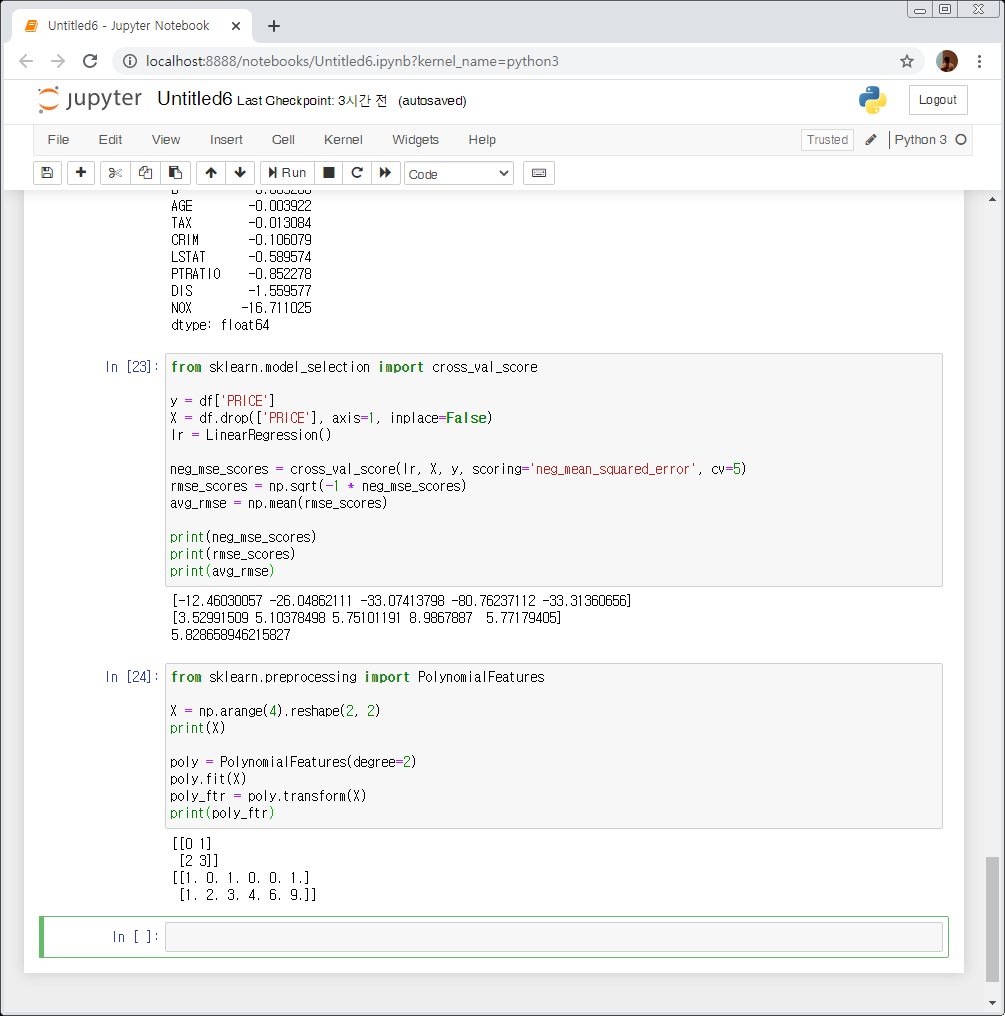 Untitled6 - Jupyter Notebook
localhost:8888/notebooks/Untitled6.ipynb?kernel_name=python3
jupyter Untitled6 Last Checkpoint: 3시간 전 (autosaved)
Logout
File Edit View Insert Cell Kernel Widgets Help Trusted Python 3
Run Code
AGE -0.003922
TAX -0.013084
CRIM -0.106079
LSTAT -0.589574
PTRATIO -0.852278
DIS -1.559577
NOX -16.711025
dtype: float64
In [23]: from sklearn.model_selection import cross_val_score
y = df['PRICE']
X = df.drop(['PRICE'], axis=1, inplace=False)
lr = LinearRegression()
neg_mse_scores = cross_val_score(lr, X, y, scoring='neg_mean_squared_error', cv=5)
rmse_scores = np.sqrt(-1 * neg_mse_scores)
avg_rmse = np.mean(rmse_scores)
print(neg_mse_scores)
print(rmse_scores)
print(avg_rmse)
[-12.46030057 -26.04862111 -33.07413798 -80.76237112 -33.31360656]
[3.52991509 5.10378498 5.75101191 8.9867887  5.77179405]
5.828658946215827
In [24]: from sklearn.preprocessing import PolynomialFeatures
X = np.arange(4).reshape(2, 2)
print(X)
poly = PolynomialFeatures(degree=2)
poly.fit(X)
poly_ftr = poly.transform(X)
print(poly_ftr)
[[0 1]
[2 3]]
[[1. 0. 1. 0. 0. 1.]
[1. 2. 3. 4. 6. 9.]]
In [ ]: